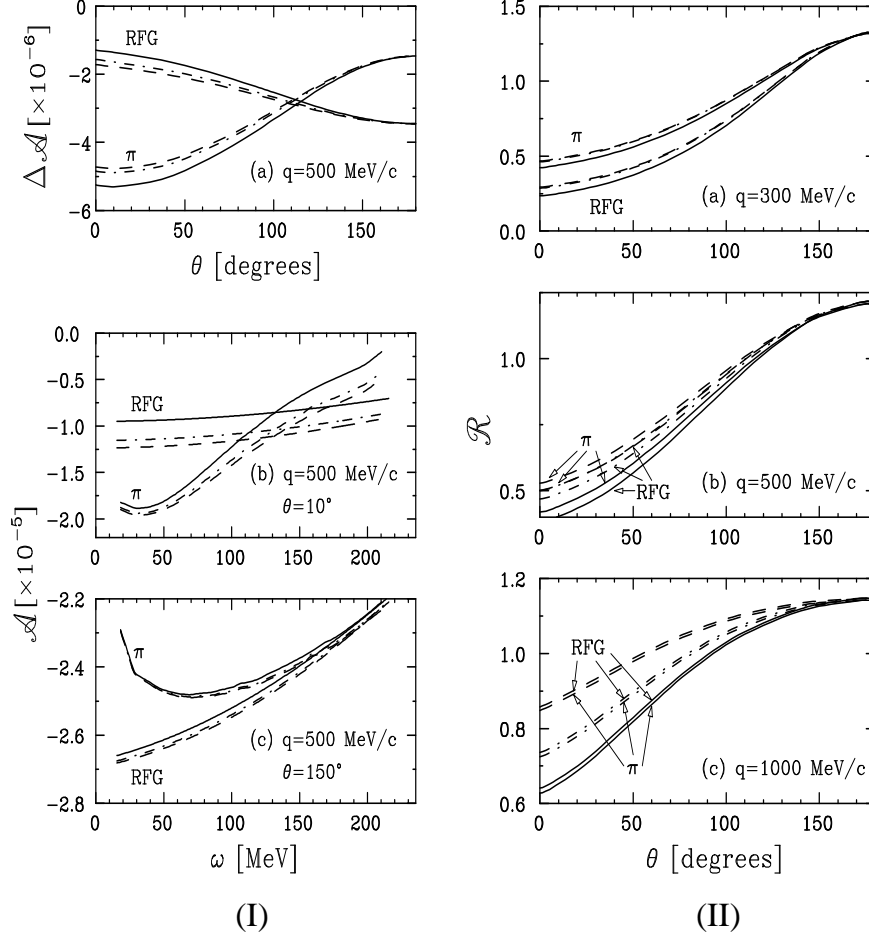 RFG
π
(a) q=500 MeV/c
Δ𝒜 [×10⁻⁶]
−2
−4
−6
0 50 100 150
θ [degrees]
0.0
−0.5
−1.0
−1.5
−2.0
RFG
π
(b) q=500 MeV/c
θ=10°
0 50 100 150 200
𝒜 [×10⁻⁵]
−2.2
−2.4
−2.6
−2.8
π
RFG
(c) q=500 MeV/c
θ=150°
0 50 100 150 200
ω [MeV]
(I)
1.5
1.0
0.5
0.0
π
RFG
(a) q=300 MeV/c
0 50 100 150
ℛ
1.0
0.5
π
RFG
(b) q=500 MeV/c
0 50 100 150
1.2
1.0
0.8
0.6
RFG
π
(c) q=1000 MeV/c
0 50 100 150
θ [degrees]
(II)